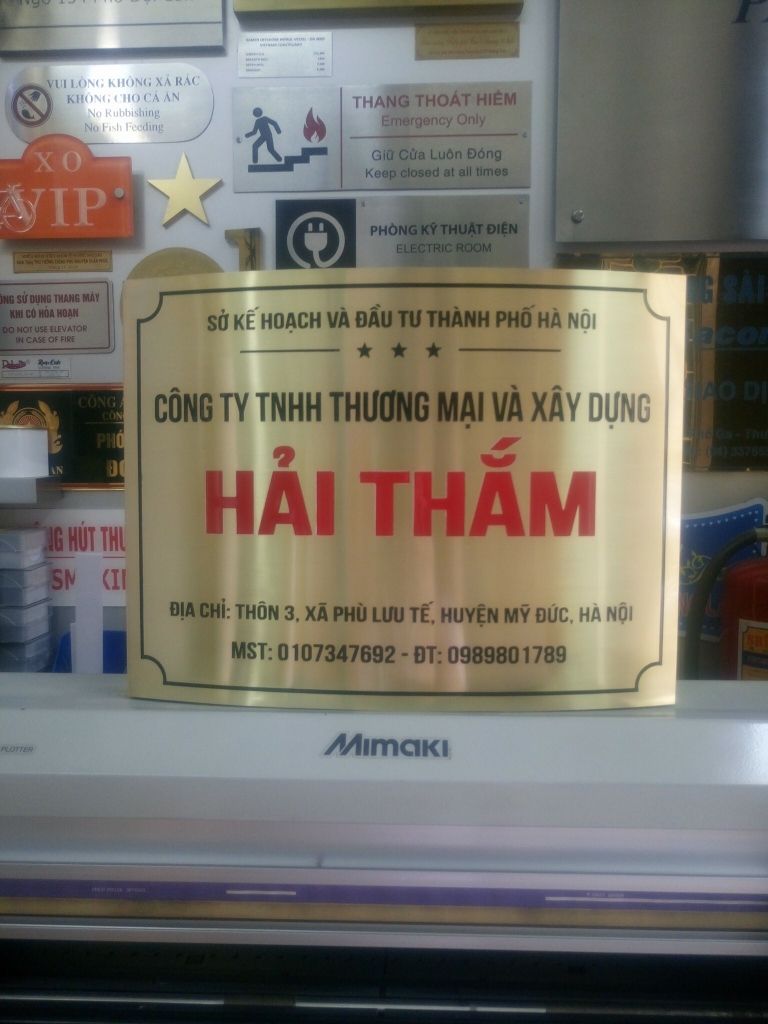 VUI LÒNG KHÔNG XẢ RÁC
KHÔNG CHO CÁ ĂN
No Rubbishing
No Fish Feeding
THANG THOÁT HIỂM
Emergency Only
Giữ Cửa Luôn Đóng
Keep closed at all times
XO
VIP
PHÒNG KỸ THUẬT ĐIỆN
ELECTRIC ROOM
SỬ DỤNG THANG MÁY
KHI CÓ HỎA HOẠN
DO NOT USE ELEVATOR
IN CASE OF FIRE
SỞ KẾ HOẠCH VÀ ĐẦU TƯ THÀNH PHỐ HÀ NỘI
CÔNG TY TNHH THƯƠNG MẠI VÀ XÂY DỰNG
HẢI THẮM
ĐỊA CHỈ: THÔN 3, XÃ PHÙ LƯU TẾ, HUYỆN MỸ ĐỨC, HÀ NỘI
MST: 0107347692 - ĐT: 0989801789
Mimaki
PLOTTER